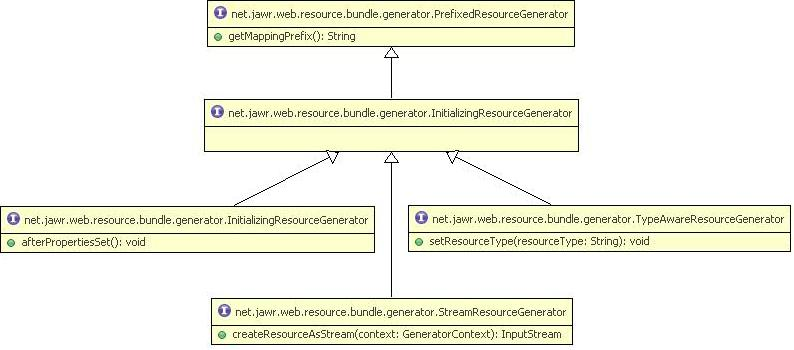 net.jawr.web.resource.bundle.generator.PrefixedResourceGenerator
getMappingPrefix(): String
net.jawr.web.resource.bundle.generator.InitializingResourceGenerator
net.jawr.web.resource.bundle.generator.InitializingResourceGenerator
afterPropertiesSet(): void
net.jawr.web.resource.bundle.generator.TypeAwareResourceGenerator
setResourceType(resourceType: String): void
net.jawr.web.resource.bundle.generator.StreamResourceGenerator
createResourceAsStream(context: GeneratorContext): InputStream